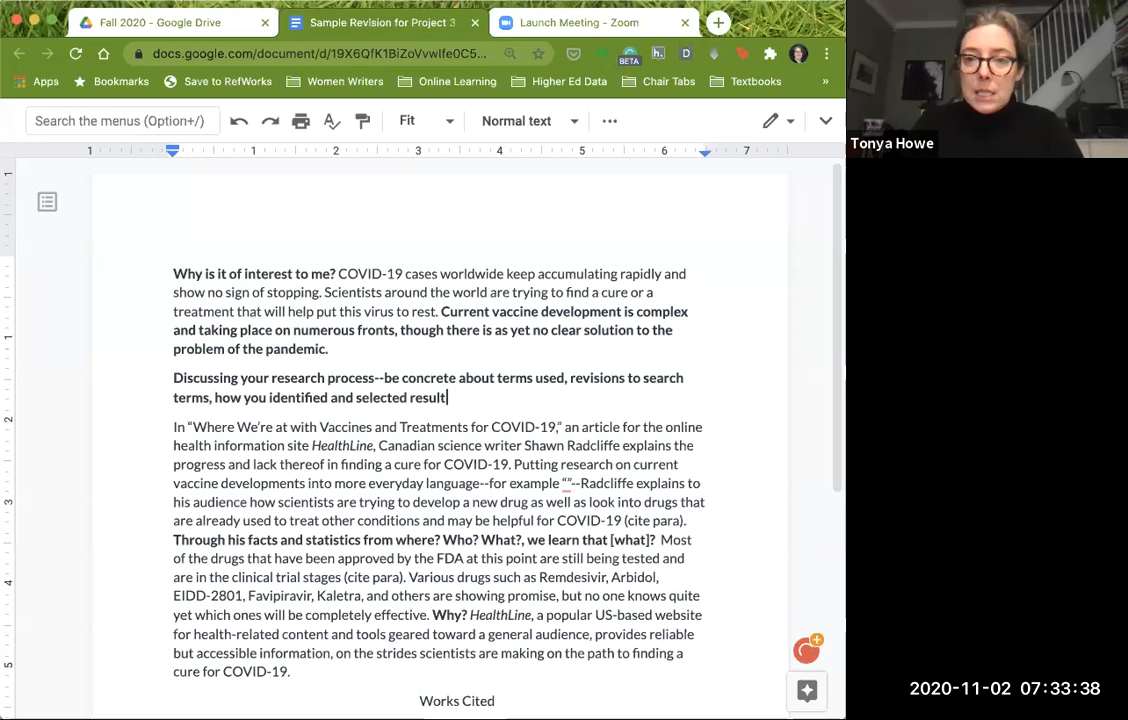 Fall 2020 - Google Drive
Sample Revision for Project 3
Launch Meeting - Zoom
docs.google.com/document/d/19X6QfK1BiZoVvwIfe0C5...
BETA
Apps
Bookmarks
Save to RefWorks
Women Writers
Online Learning
Higher Ed Data
Chair Tabs
Textbooks
»
Search the menus (Option+/)
Fit
Normal text
1 1 2 3 4 5 6 7
Tonya Howe
1
1
2
3
4
5
Why is it of interest to me? COVID-19 cases worldwide keep accumulating rapidly and
show no sign of stopping. Scientists around the world are trying to find a cure or a
treatment that will help put this virus to rest. Current vaccine development is complex
and taking place on numerous fronts, though there is as yet no clear solution to the
problem of the pandemic.
Discussing your research process--be concrete about terms used, revisions to search
terms, how you identified and selected result
In “Where We’re at with Vaccines and Treatments for COVID-19,“ an article for the online
health information site HealthLine, Canadian science writer Shawn Radcliffe explains the
progress and lack thereof in finding a cure for COVID-19. Putting research on current
vaccine developments into more everyday language--for example “”--Radcliffe explains to
his audience how scientists are trying to develop a new drug as well as look into drugs that
are already used to treat other conditions and may be helpful for COVID-19 (cite para).
Through his facts and statistics from where? Who? What?, we learn that [what]? Most
of the drugs that have been approved by the FDA at this point are still being tested and
are in the clinical trial stages (cite para). Various drugs such as Remdesivir, Arbidol,
EIDD-2801, Favipiravir, Kaletra, and others are showing promise, but no one knows quite
yet which ones will be completely effective. Why? HealthLine, a popular US-based website
for health-related content and tools geared toward a general audience, provides reliable
but accessible information, on the strides scientists are making on the path to finding a
cure for COVID-19.
Works Cited
2020-11-02 07:33:38